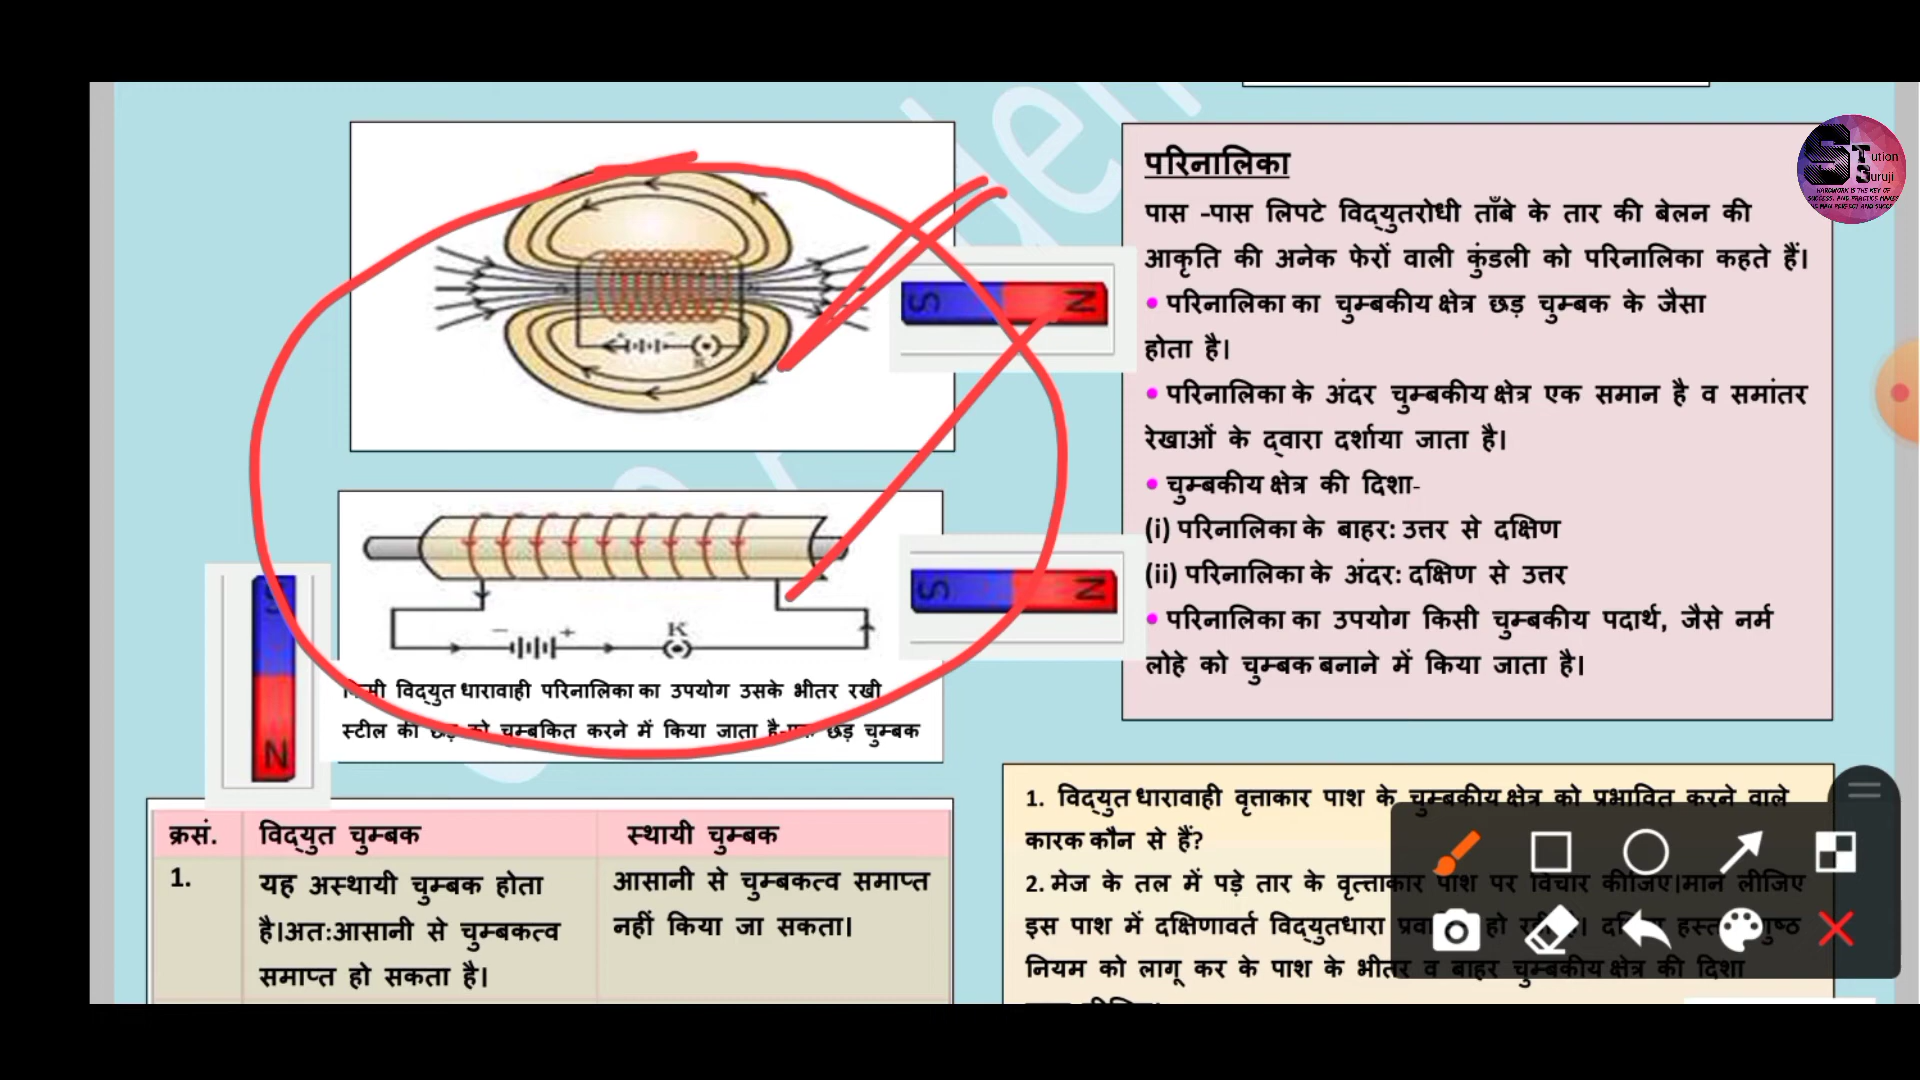 परिनालिका
पास -पास लिपटे विद्युतरोधी ताँबे के तार की बेलन की
आकृति की अनेक फेरों वाली कुंडली को परिनालिका कहते हैं।
• परिनालिका का चुम्बकीय क्षेत्र छड़ चुम्बक के जैसा
होता है।
• परिनालिका के अंदर चुम्बकीय क्षेत्र एक समान है व समांतर
रेखाओं के द्वारा दर्शाया जाता है।
• चुम्बकीय क्षेत्र की दिशा-
(i) परिनालिका के बाहर: उत्तर से दक्षिण
(ii) परिनालिका के अंदर: दक्षिण से उत्तर
• परिनालिका का उपयोग किसी चुम्बकीय पदार्थ, जैसे नर्म
लोहे को चुम्बक बनाने में किया जाता है।
S N
S N
S
N
K
- + K
किसी विद्युत धारावाही परिनालिका का उपयोग उसके भीतर रखी
स्टील की छड़ को चुम्बकित करने में किया जाता है-एक छड़ चुम्बक
क्रसं. विद्युत चुम्बक स्थायी चुम्बक
1. यह अस्थायी चुम्बक होता आसानी से चुम्बकत्व समाप्त
है।अतः आसानी से चुम्बकत्व नहीं किया जा सकता।
समाप्त हो सकता है।
1. विद्युत धारावाही वृत्ताकार पाश के चुम्बकीय क्षेत्र को प्रभावित करने वाले
कारक कौन से हैं?
2. मेज के तल में पड़े तार के वृत्ताकार पाश पर विचार कीजिए।मान लीजिए
इस पाश में दक्षिणावर्त विद्युतधारा हो
नियम को लागू कर के पाश के भीतर व बाहर चुम्बकीय क्षेत्र की दिशा
STution
Guruji